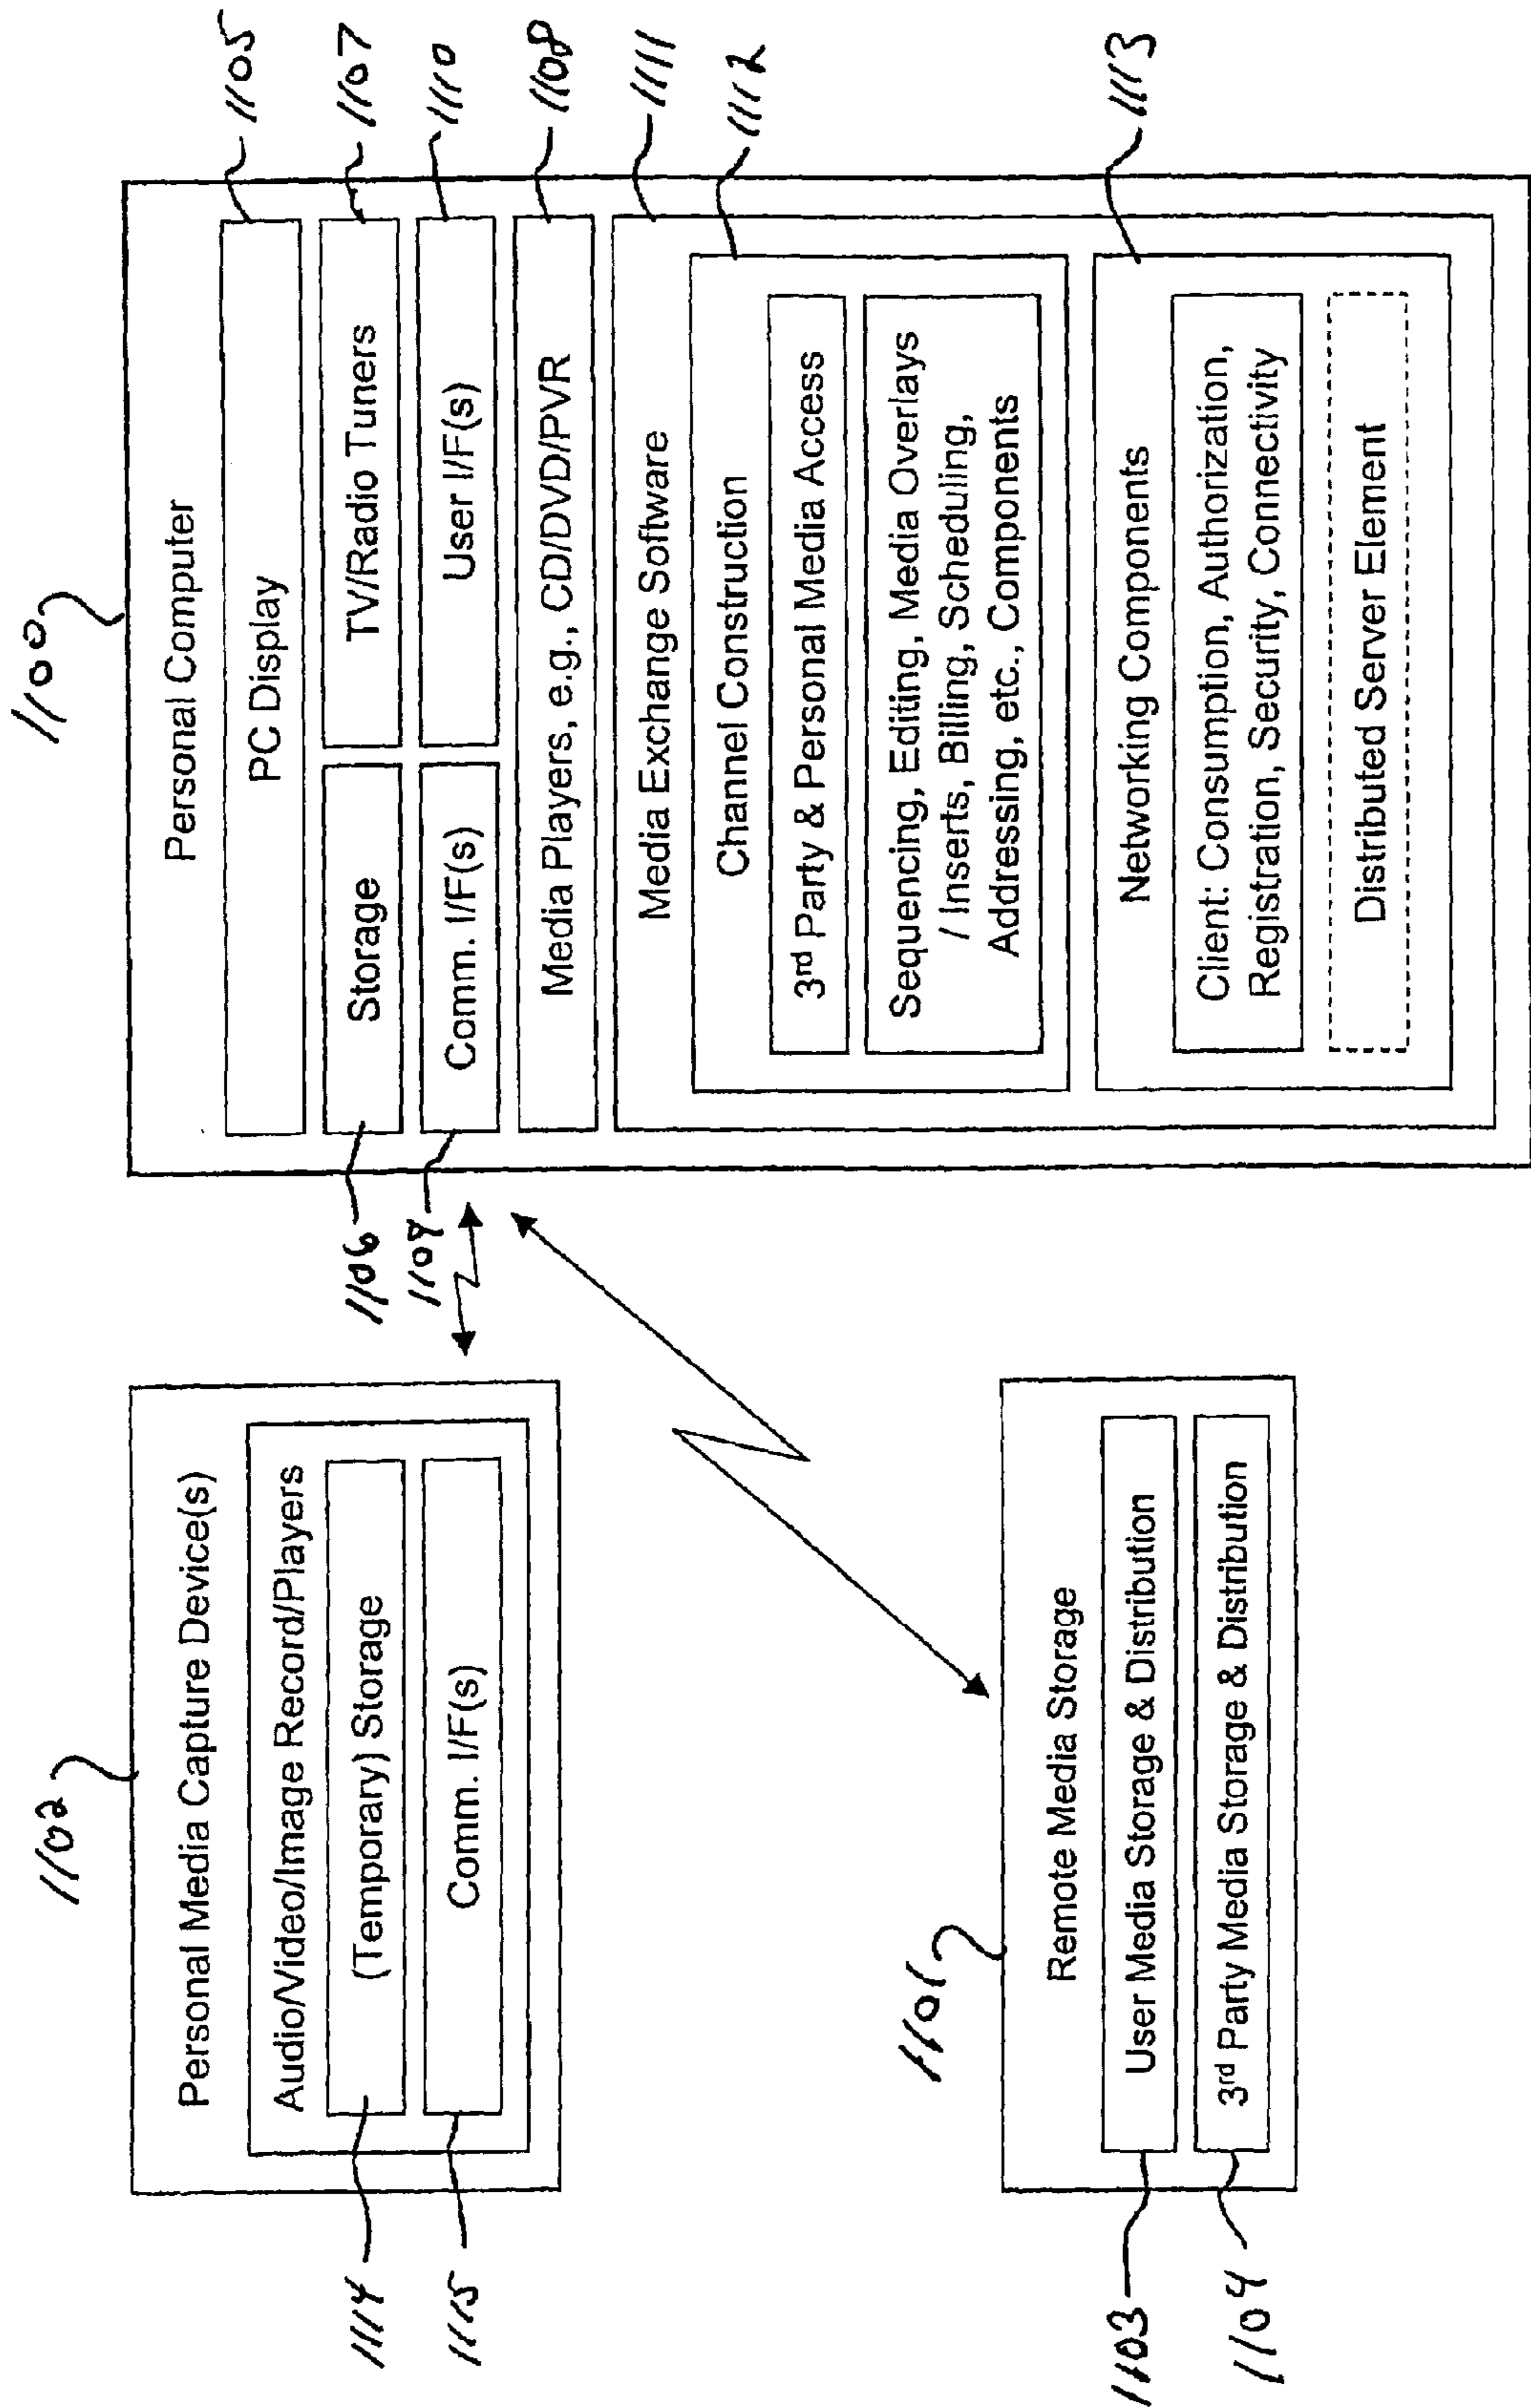 1102
Personal Media Capture Device(s)
Audio/Video/Image Record/Players
(Temporary) Storage
Comm. I/F(s)
1114
1115
1101
Remote Media Storage
User Media Storage & Distribution
3rd Party Media Storage & Distribution
1103
1104
1100
Personal Computer
PC Display
1105
Storage
TV/Radio Tuners
1106
1107
Comm. I/F(s)
User I/F(s)
1109
1110
Media Players, e.g., CD/DVD/PVR
1108
Media Exchange Software
1111
Channel Construction
1112
3rd Party & Personal Media Access
Sequencing, Editing, Media Overlays
/ Inserts, Billing, Scheduling,
Addressing, etc., Components
Networking Components
1113
Client: Consumption, Authorization,
Registration, Security, Connectivity
Distributed Server Element